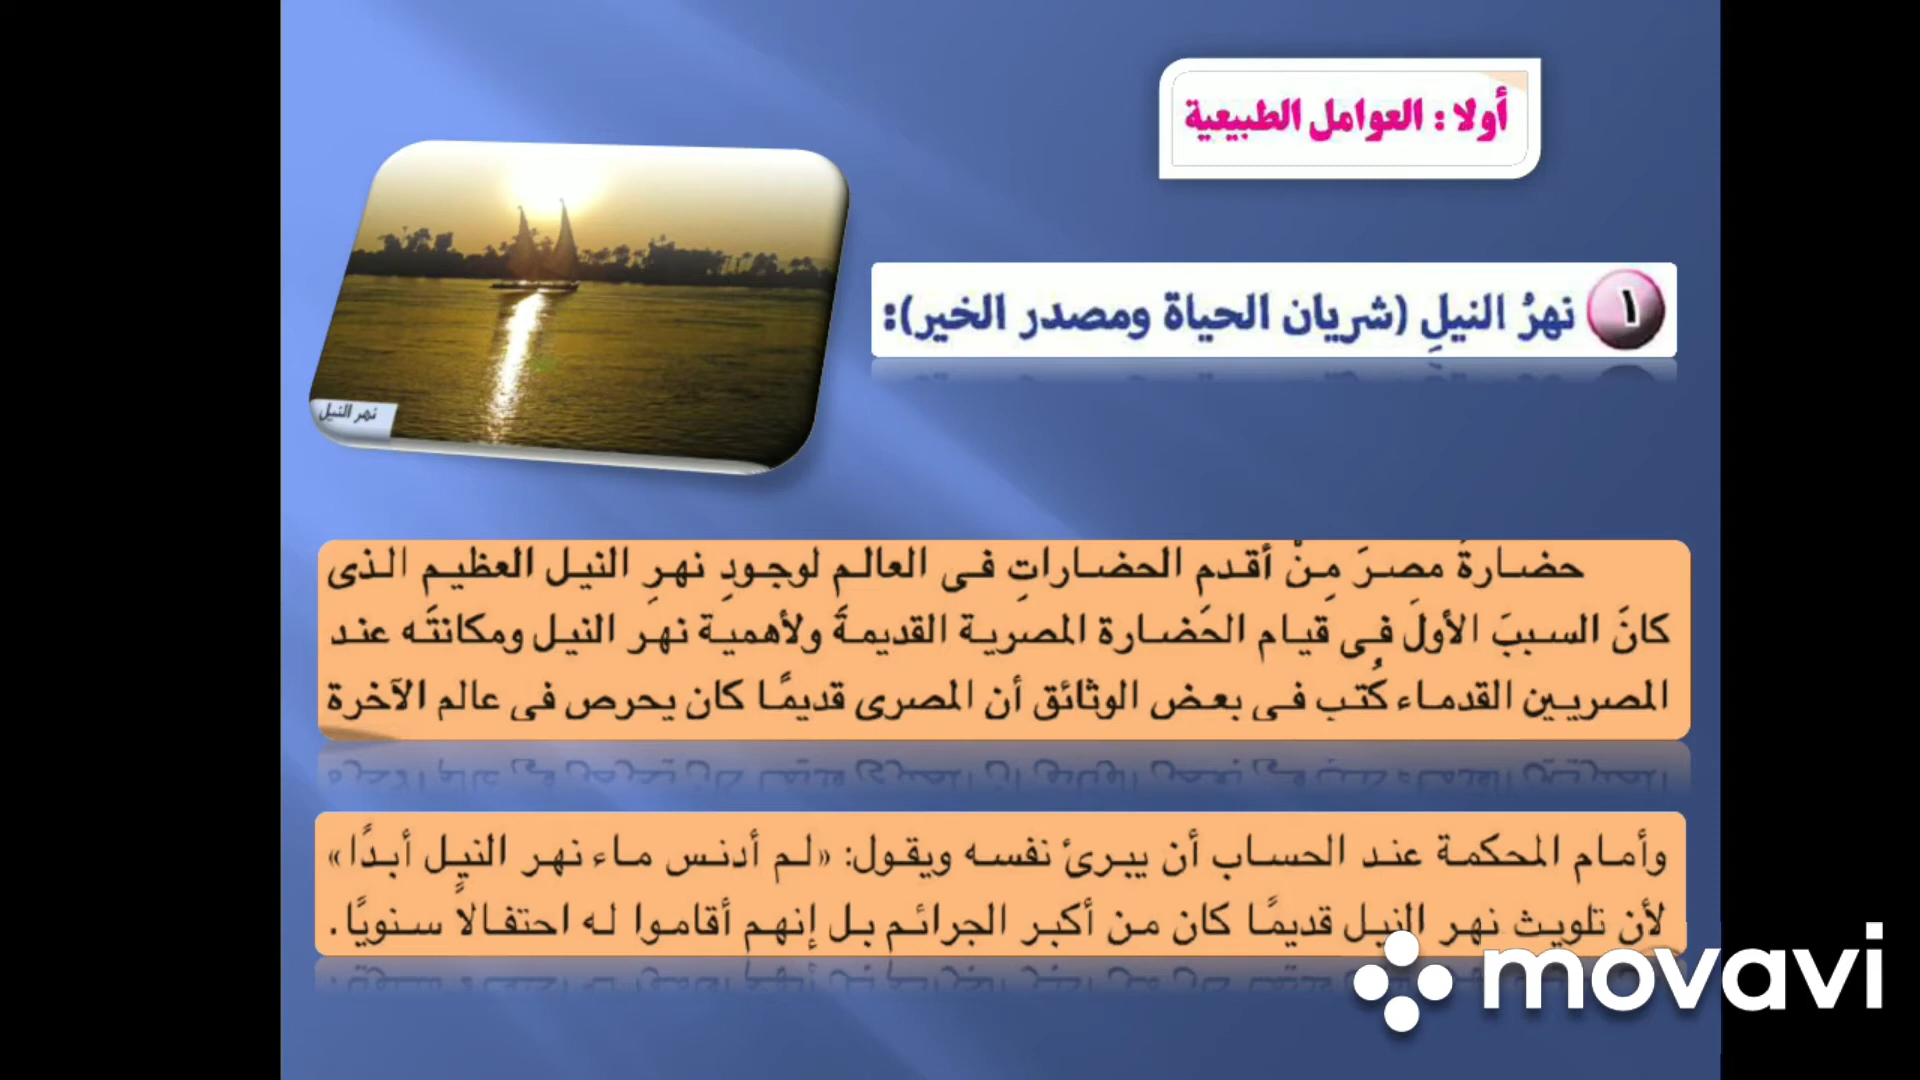 أولا : العوامل الطبيعية
١ نهرُ النيلِ (شريان الحياة ومصدر الخير):
نهر النيل
حضارةُ مصرَ مِنْ أقدم الحضاراتِ فى العالم لوجودِ نهرِ النيل العظيم الذى
كانَ السببَ الأولَ فى قيام الحَضارة المصرية القديمةَ ولأهمية نهر النيل ومكانتَه عند
المصريين القدماء كُتب فى بعض الوثائق أن المصرى قديمًا كان يحرص فى عالم الآخرة
وأمام المحكمة عند الحساب أن يبرئ نفسه ويقول: «لم أدنس ماء نهر النيل أبدًا»
لأن تلويث نهر النيل قديمًا كان من أكبر الجرائم بل إنهم أقاموا له احتفالاً سنويًا.
movavi